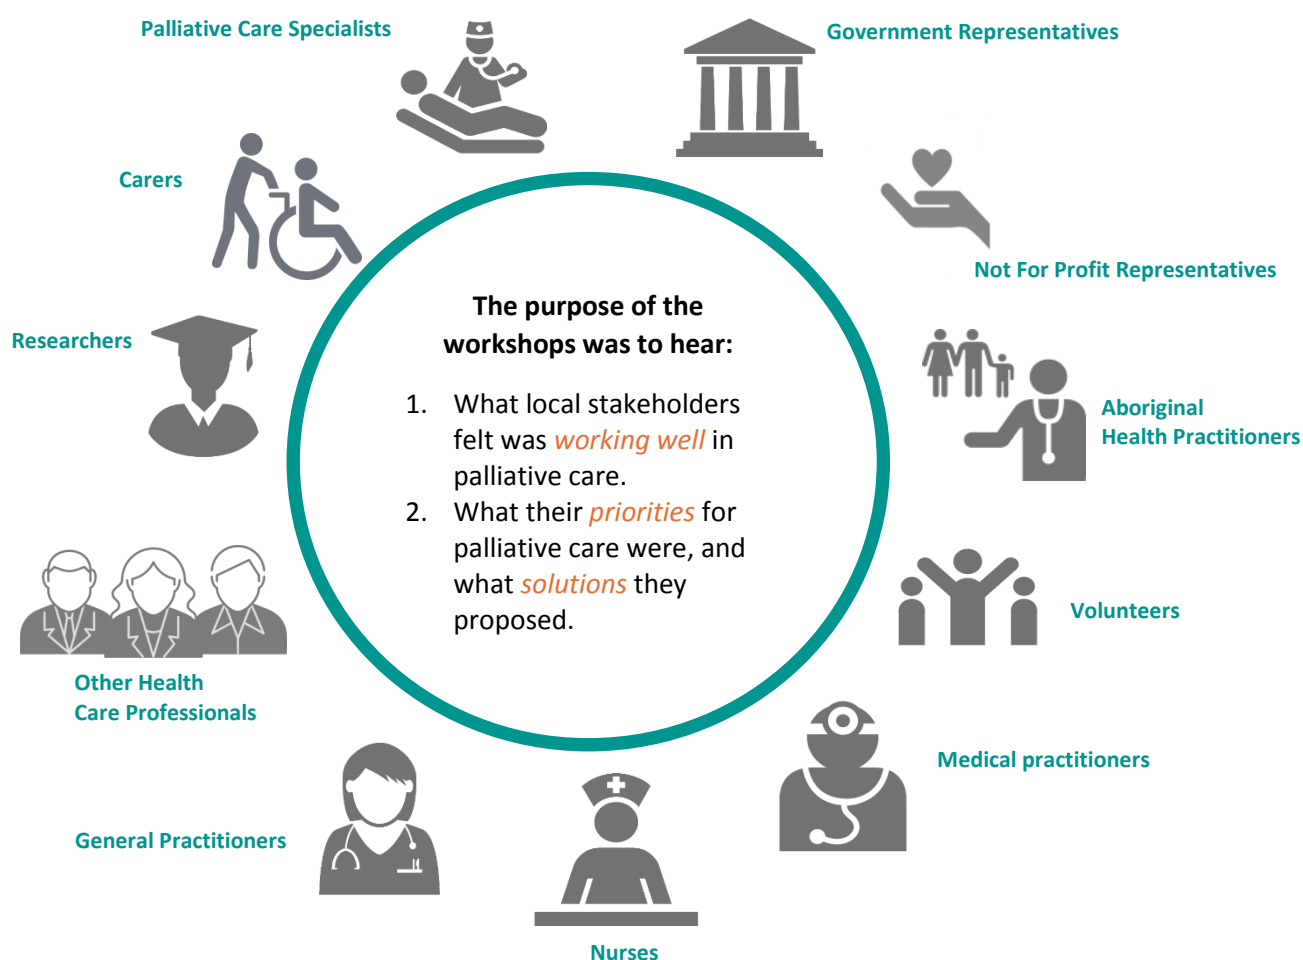 Palliative Care Specialists
Government Representatives
Carers
Not For Profit Representatives
The purpose of the
workshops was to hear:
1. What local stakeholders
felt was working well in
palliative care.
2. What their priorities for
palliative care were, and
what solutions they
proposed.
Researchers
Aboriginal
Health Practitioners
Volunteers
Other Health
Care Professionals
Medical practitioners
General Practitioners
Nurses